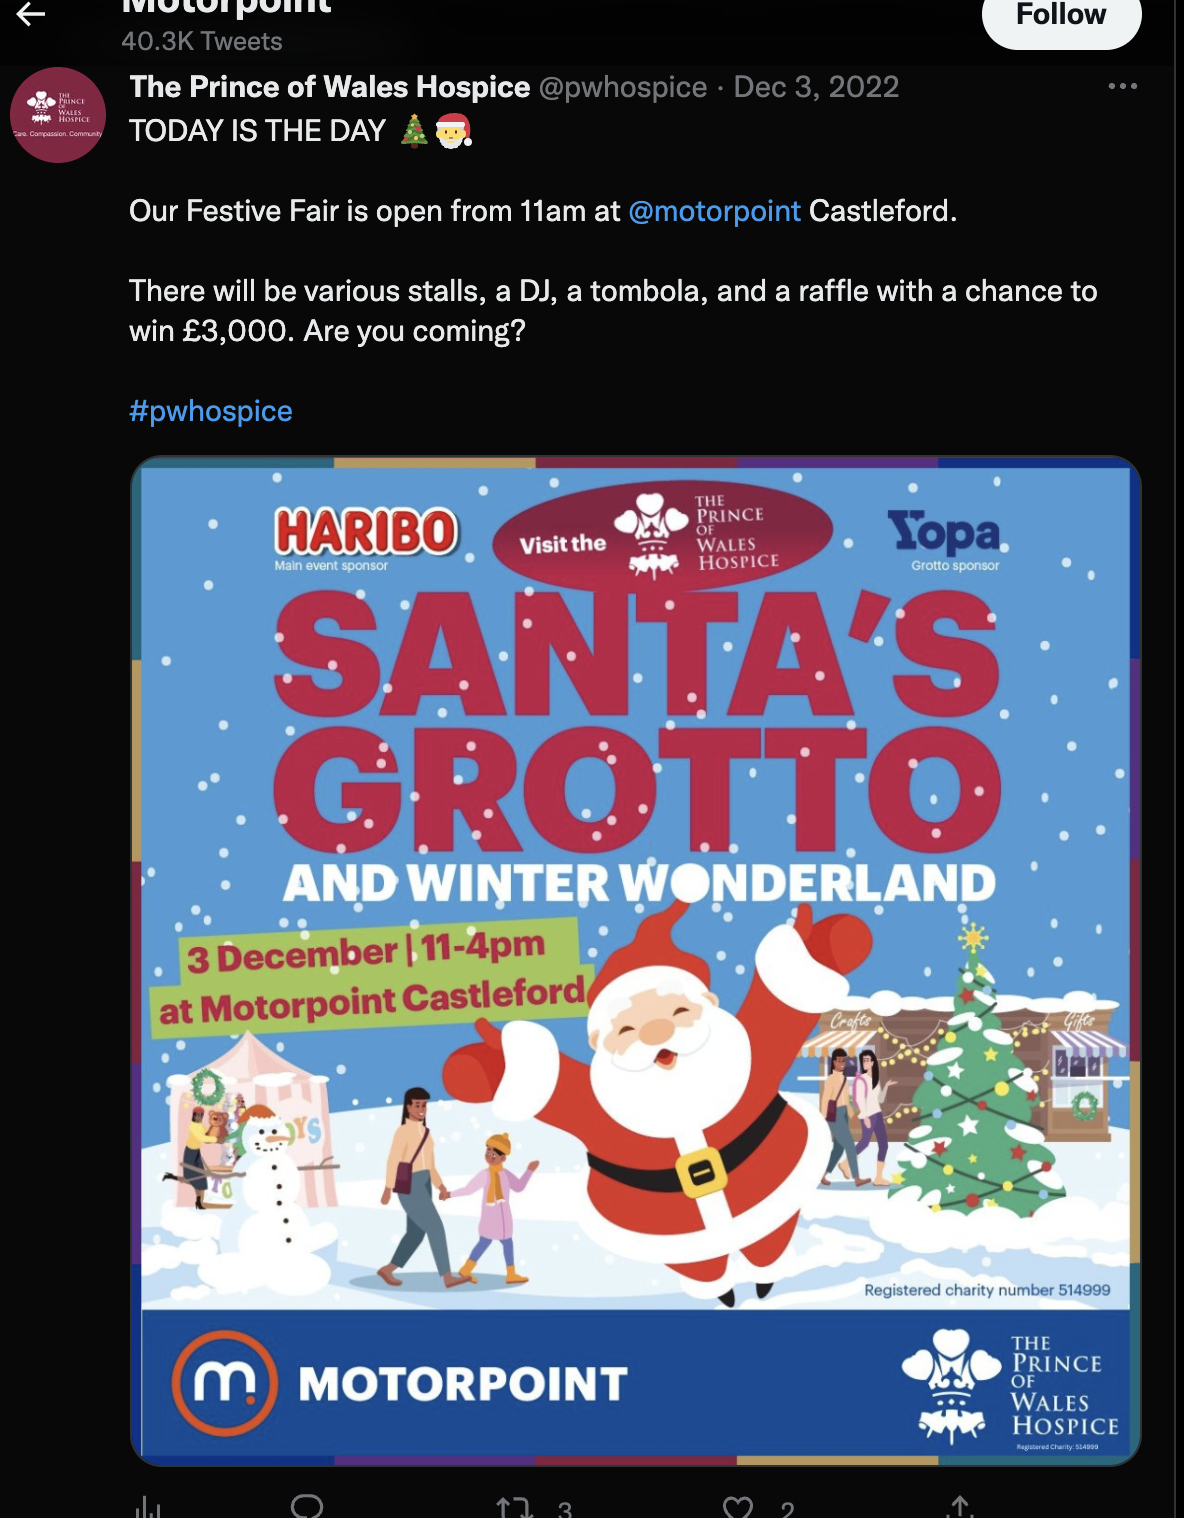 Motorpoint
40.3K Tweets
Follow
The Prince of Wales Hospice @pwhospice · Dec 3, 2022
TODAY IS THE DAY 🎄🎅
Our Festive Fair is open from 11am at @motorpoint Castleford.
There will be various stalls, a DJ, a tombola, and a raffle with a chance to
win £3,000. Are you coming?
#pwhospice
THE
PRINCE
OF
WALES
HOSPICE
Care. Compassion. Community
HARIBO
Main event sponsor
Visit the
THE
PRINCE
OF
WALES
HOSPICE
Yopa
Grotto sponsor
SANTA'S
GROTTO
AND WINTER WONDERLAND
3 December | 11-4pm
at Motorpoint Castleford
Crafts
Gifts
Registered charity number 514999
m.
MOTORPOINT
THE
PRINCE
OF
WALES
HOSPICE
Registered Charity: 514999
3
2